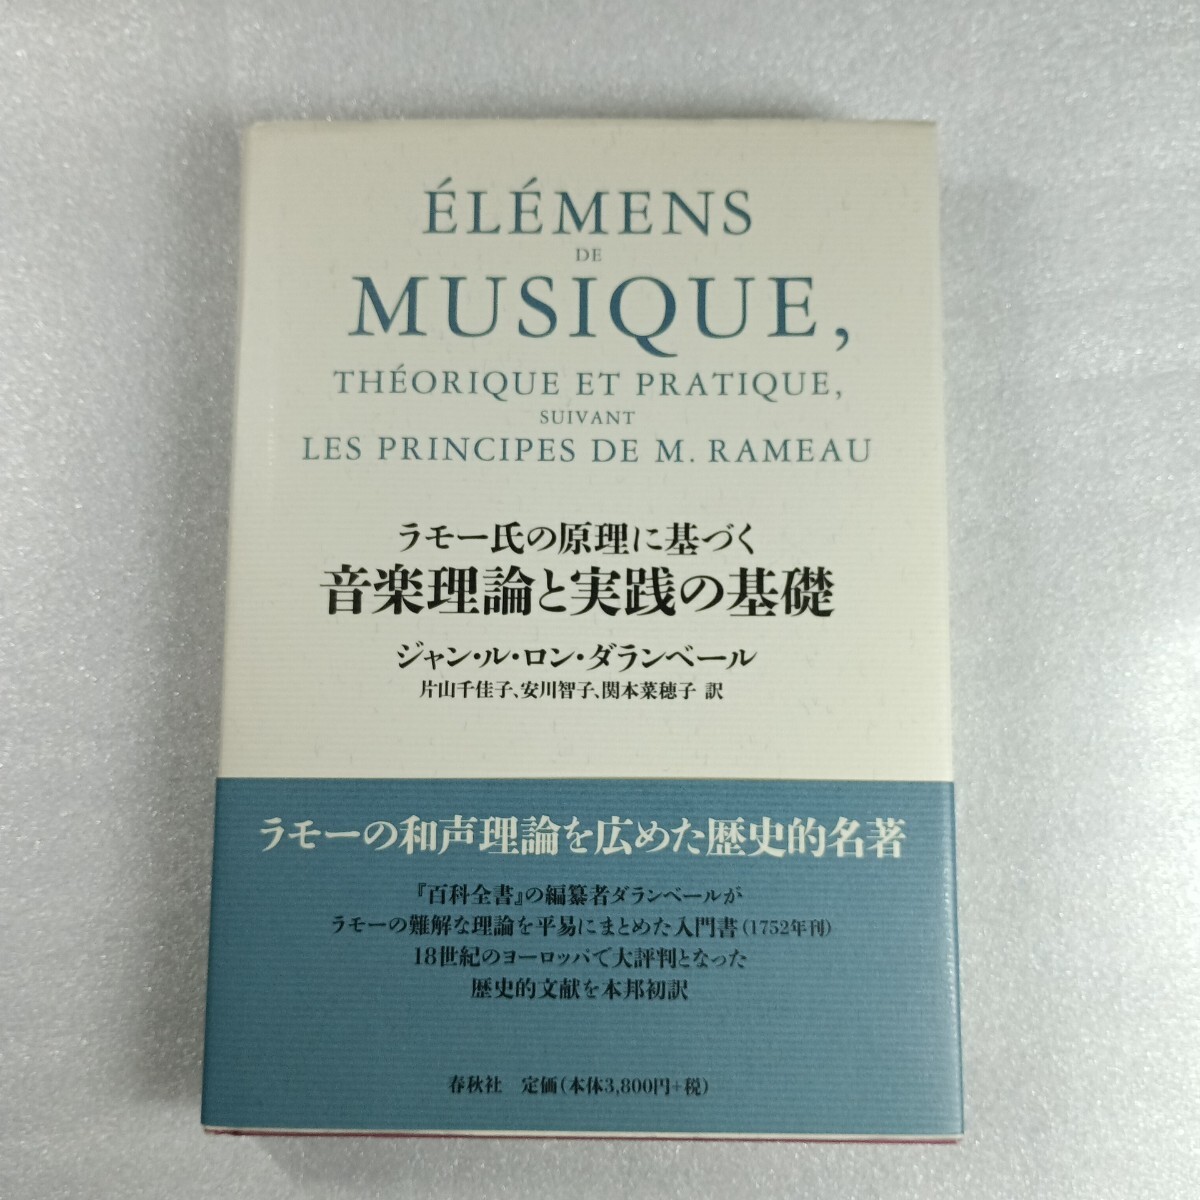 ÉLÉMENS
DE
MUSIQUE,
THÉORIQUE ET PRATIQUE,
SUIVANT
LES PRINCIPES DE M. RAMEAU
ラモー氏の原理に基づく
音楽理論と実践の基礎
ジャン・ル・ロン・ダランベール
片山千佳子、安川智子、関本菜穂子 訳
ラモーの和声理論を広めた歴史的名著
『百科全書』の編纂者ダランベールが
ラモーの難解な理論を平易にまとめた入門書(1752年刊)
18世紀のヨーロッパで大評判となった
歴史的文献を本邦初訳
春秋社 定価(本体3,800円+税)